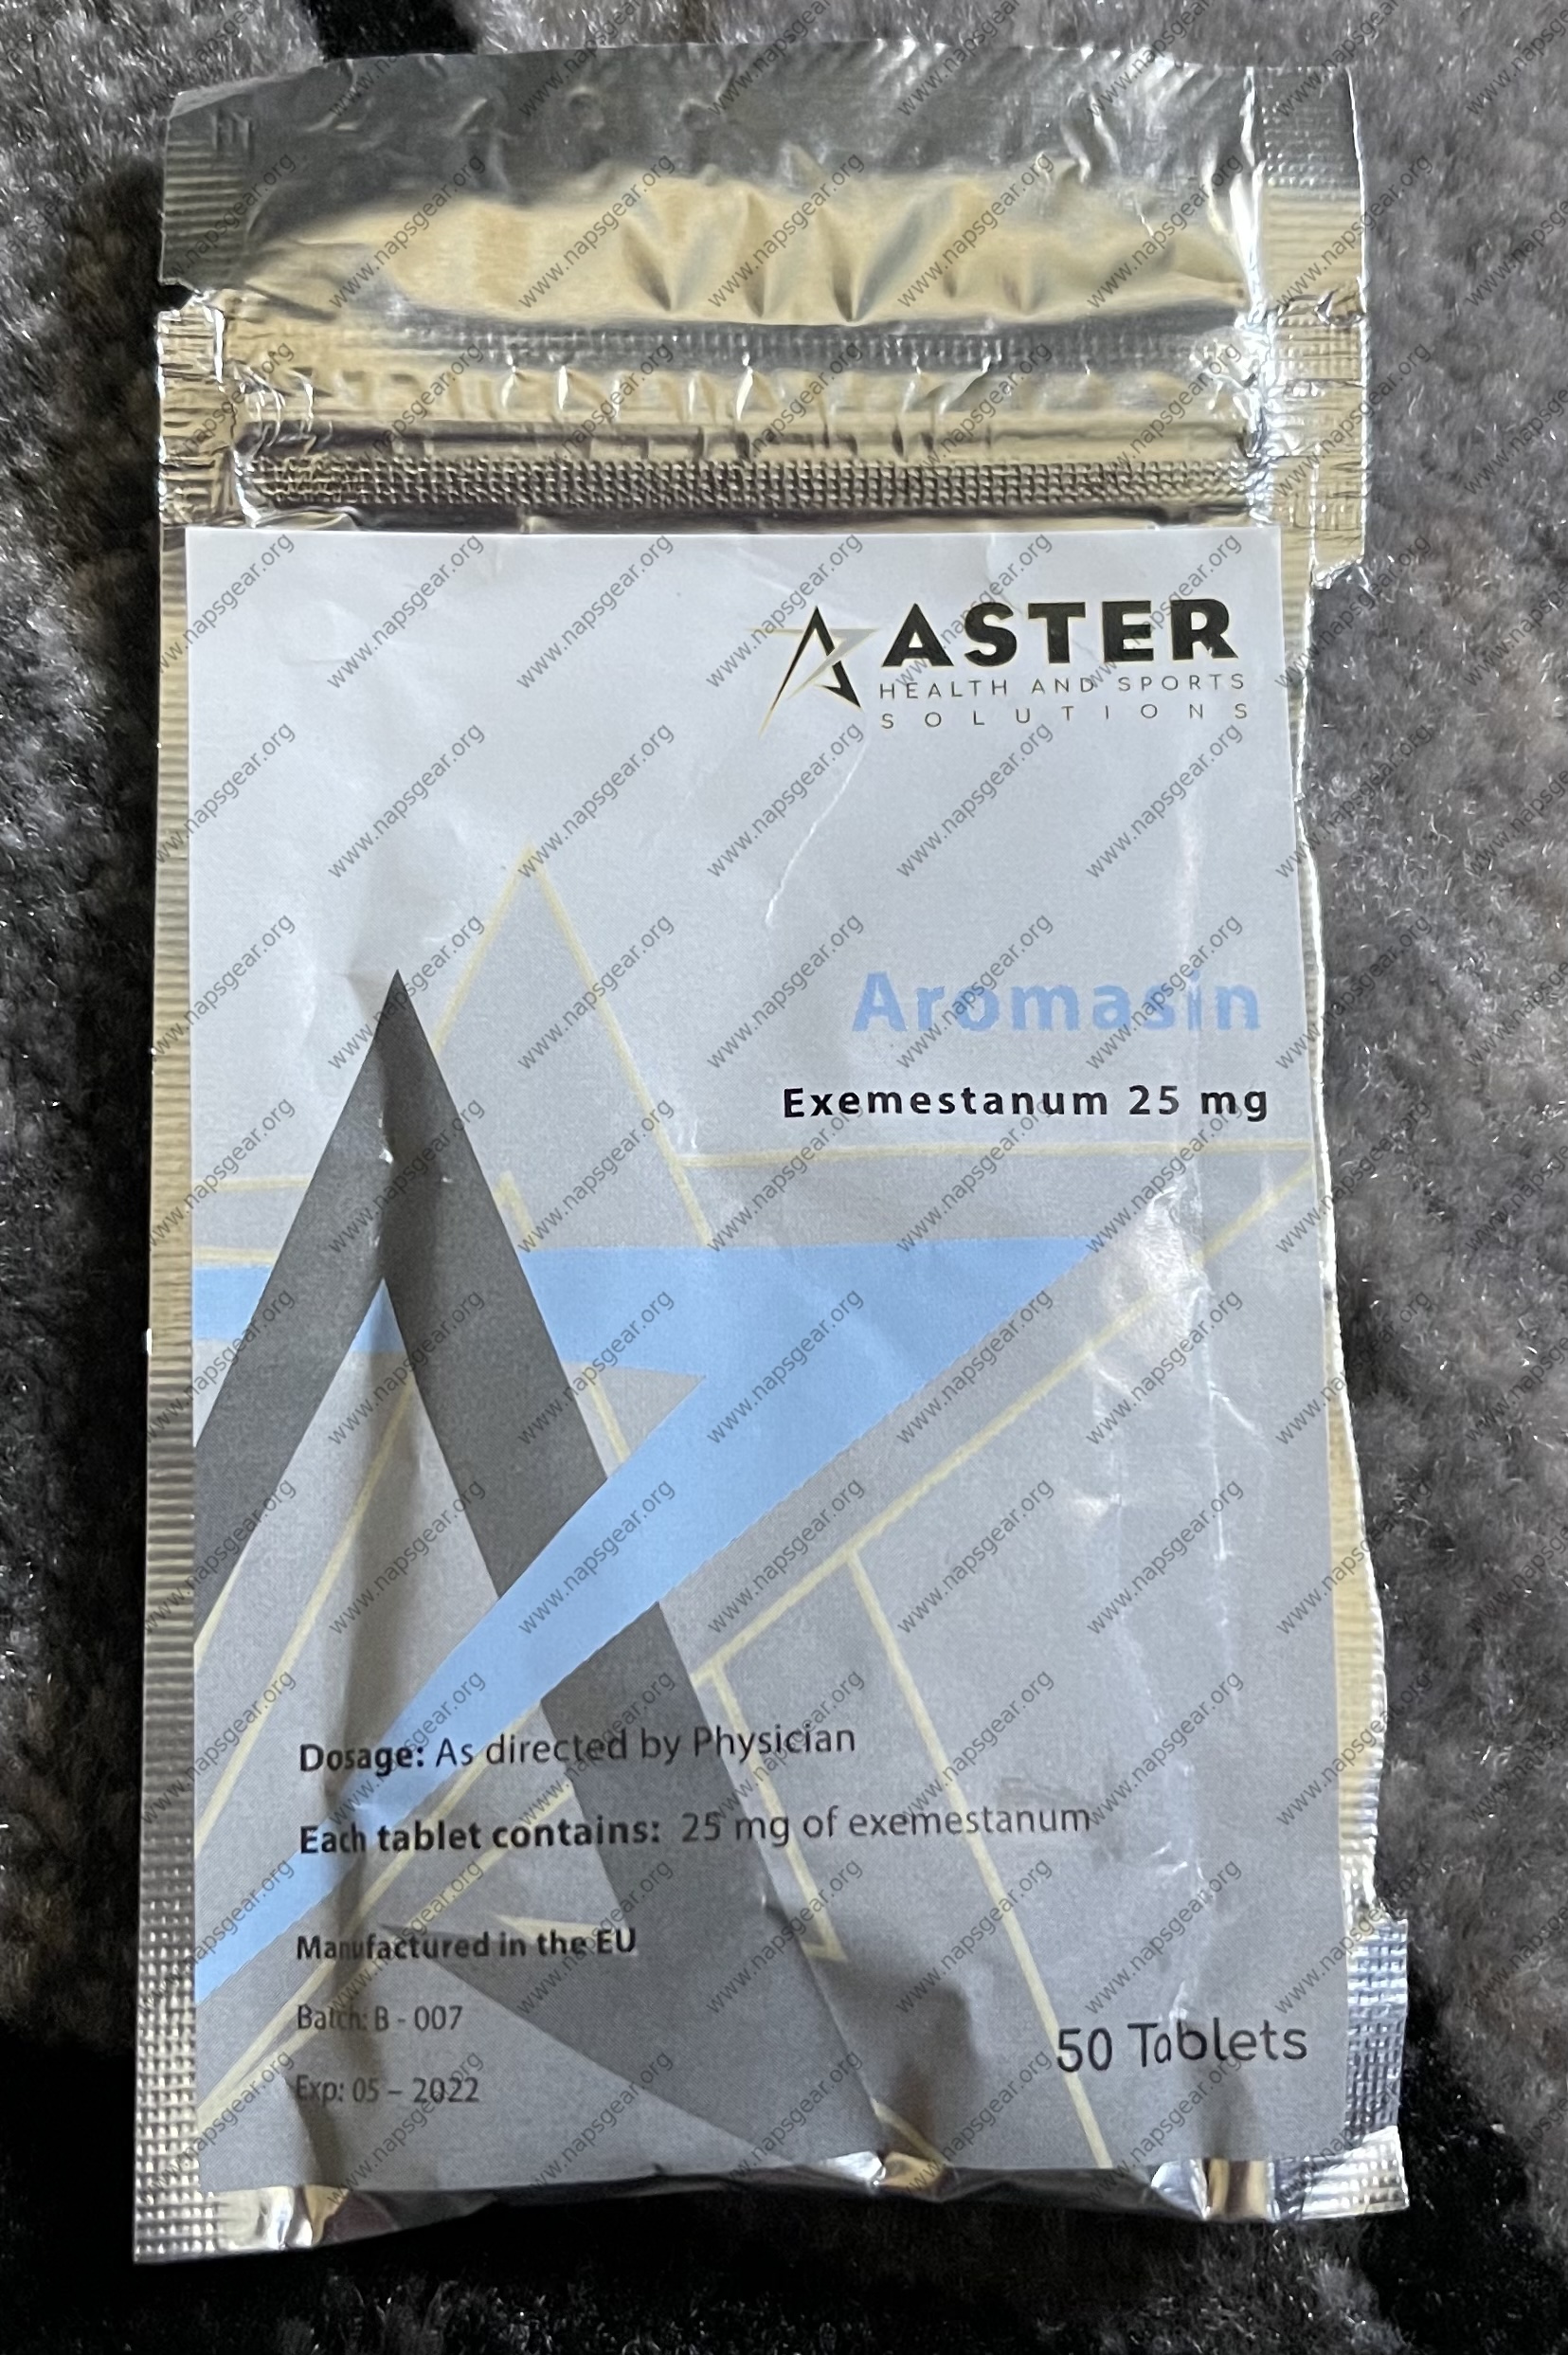 ASTER
HEALTH AND SPORTS
SOLUTIONS
Aromasin
Exemestanum 25 mg
Dosage: As directed by Physician
Each tablet contains: 25 mg of exemestanum
Manufactured in the EU
Batch: B - 007
Exp: 05 – 2022
50 Tablets
www.napsgear.org